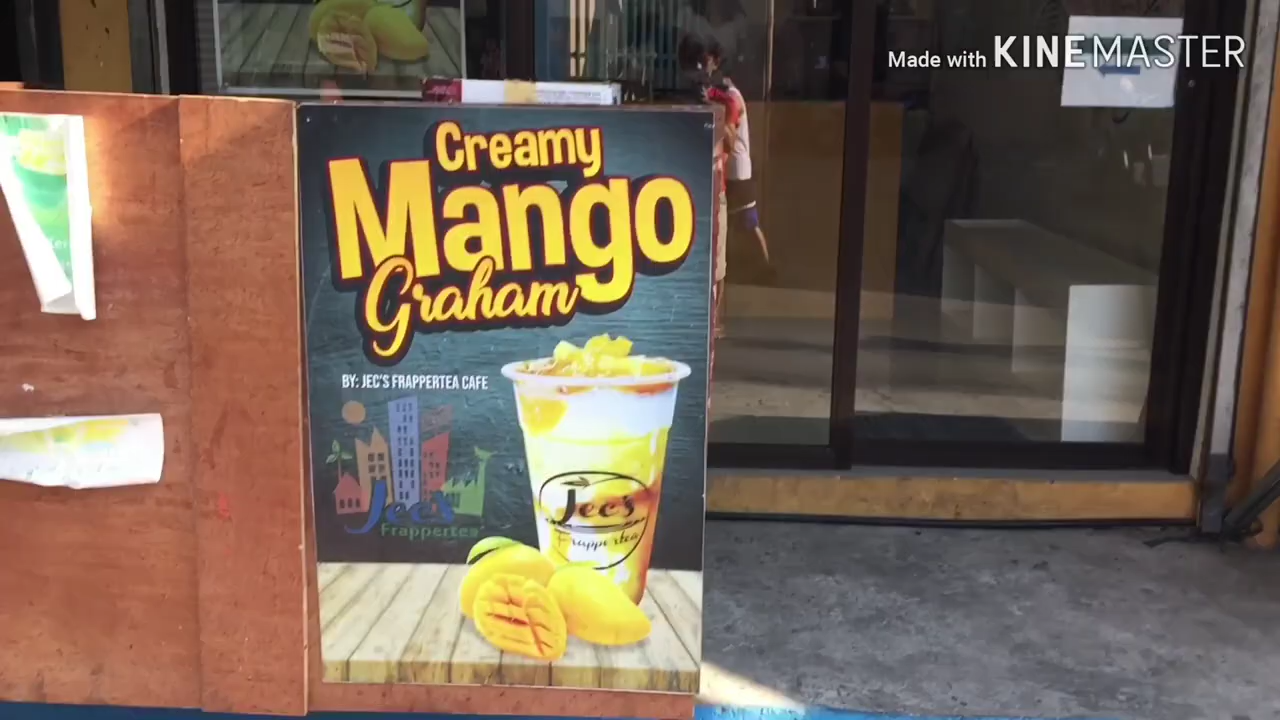 Made with KINEMASTER
Creamy
Mango
Graham
BY: JEC'S FRAPPERTEA CAFE
Jec's
Frappertea
Jec's
Frappertea